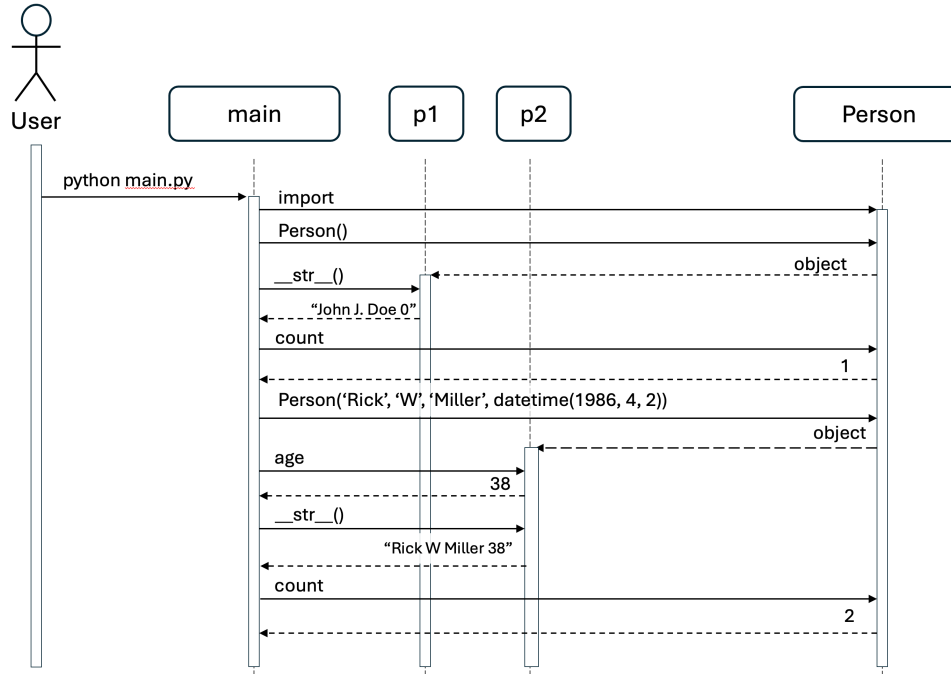 User
main
p1
p2
Person
python main.py
import
Person()
object
__str__()
“John J. Doe 0”
count
1
Person(‘Rick’, ‘W’, ‘Miller’, datetime(1986, 4, 2))
object
age
38
__str__()
“Rick W Miller 38”
count
2